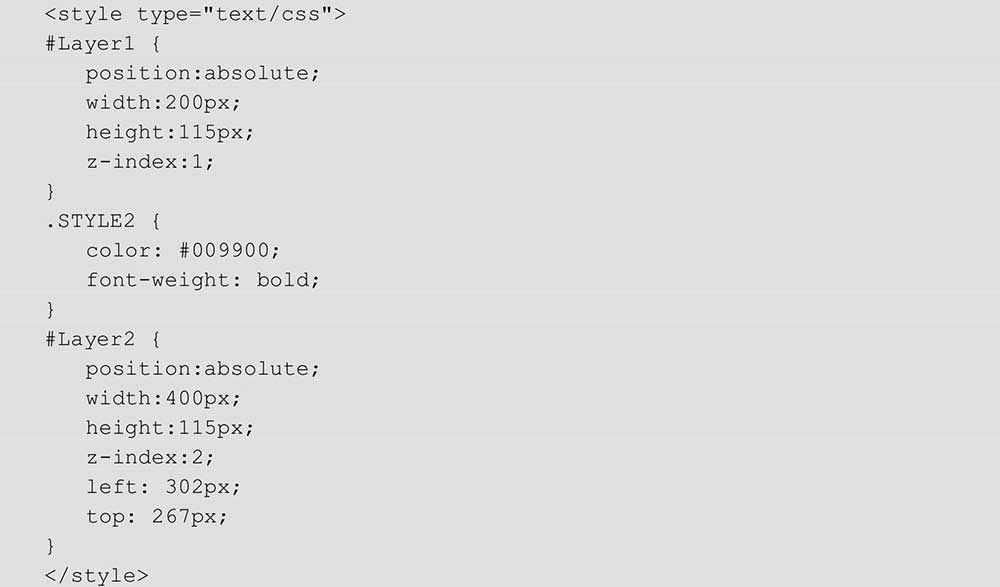 <style type="text/css">
#Layer1 {
   position:absolute;
   width:200px;
   height:115px;
   z-index:1;
}
.STYLE2 {
   color: #009900;
   font-weight: bold;
}
#Layer2 {
   position:absolute;
   width:400px;
   height:115px;
   z-index:2;
   left: 302px;
   top: 267px;
}
</style>